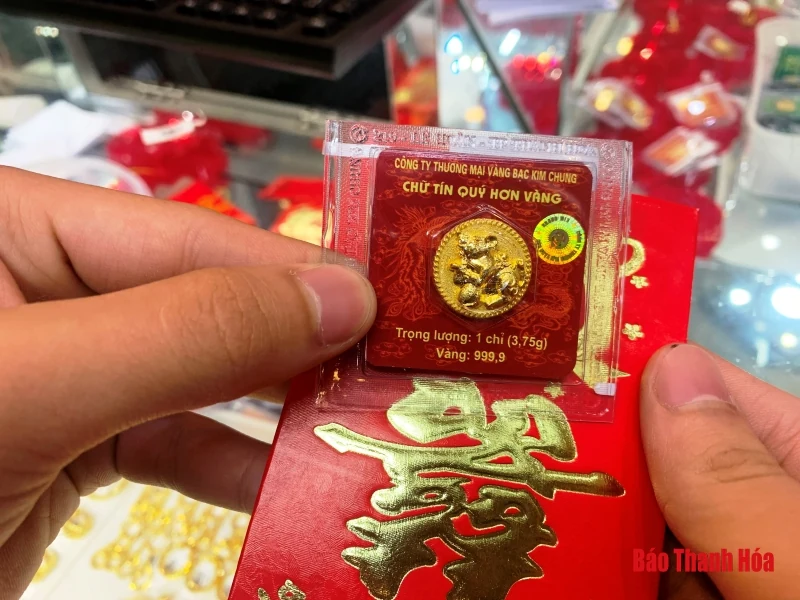 CÔNG TY THƯƠNG MẠI VÀNG BẠC KIM CHUNG
CHỮ TÍN QUÝ HƠN VÀNG
Trọng lượng: 1 chỉ (3,75g)
Vàng: 999,9
Báo Thanh Hóa